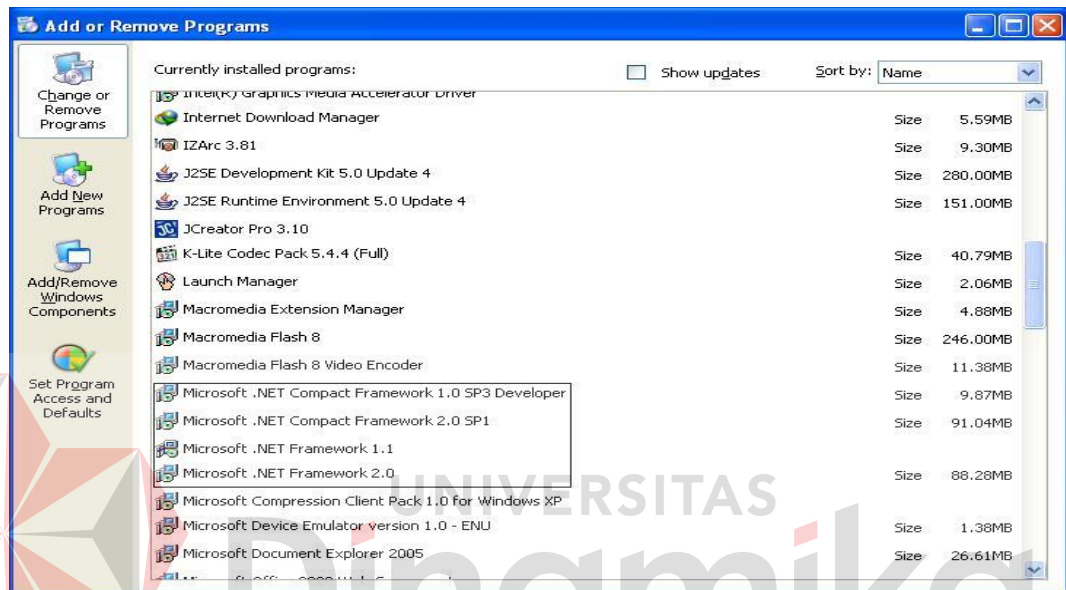 Add or Remove Programs
Change or
Remove
Programs
Add New
Programs
Add/Remove
Windows
Components
Set Program
Access and
Defaults
Currently installed programs:
Show updates
Sort by: Name
Intel(R) Graphics Media Accelerator Driver
Internet Download Manager Size 5.59MB
IZArc 3.81 Size 9.30MB
J2SE Development Kit 5.0 Update 4 Size 280.00MB
J2SE Runtime Environment 5.0 Update 4 Size 151.00MB
JCreator Pro 3.10
K-Lite Codec Pack 5.4.4 (Full) Size 40.79MB
Launch Manager Size 2.06MB
Macromedia Extension Manager Size 4.88MB
Macromedia Flash 8 Size 246.00MB
Macromedia Flash 8 Video Encoder Size 11.38MB
Microsoft .NET Compact Framework 1.0 SP3 Developer Size 9.87MB
Microsoft .NET Compact Framework 2.0 SP1 Size 91.04MB
Microsoft .NET Framework 1.1
Microsoft .NET Framework 2.0 Size 88.28MB
Microsoft Compression Client Pack 1.0 for Windows XP
Microsoft Device Emulator version 1.0 - ENU Size 1.38MB
Microsoft Document Explorer 2005 Size 26.61MB
UNIVERSITAS
Dinamika